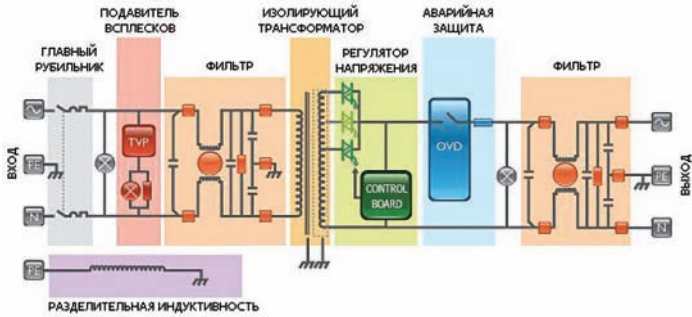 ПОДАВИТЕЛЬ
ВСПЛЕСКОВ
ИЗОЛИРУЮЩИЙ
ТРАНСФОРМАТОР
АВАРИЙНАЯ
ЗАЩИТА
ГЛАВНЫЙ
РУБИЛЬНИК
ФИЛЬТР
РЕГУЛЯТОР
НАПРЯЖЕНИЯ
ФИЛЬТР
ВХОД
PE
N
TVP
CONTROL
BOARD
OVD
PE
N
ВЫХОД
PE
РАЗДЕЛИТЕЛЬНАЯ ИНДУКТИВНОСТЬ